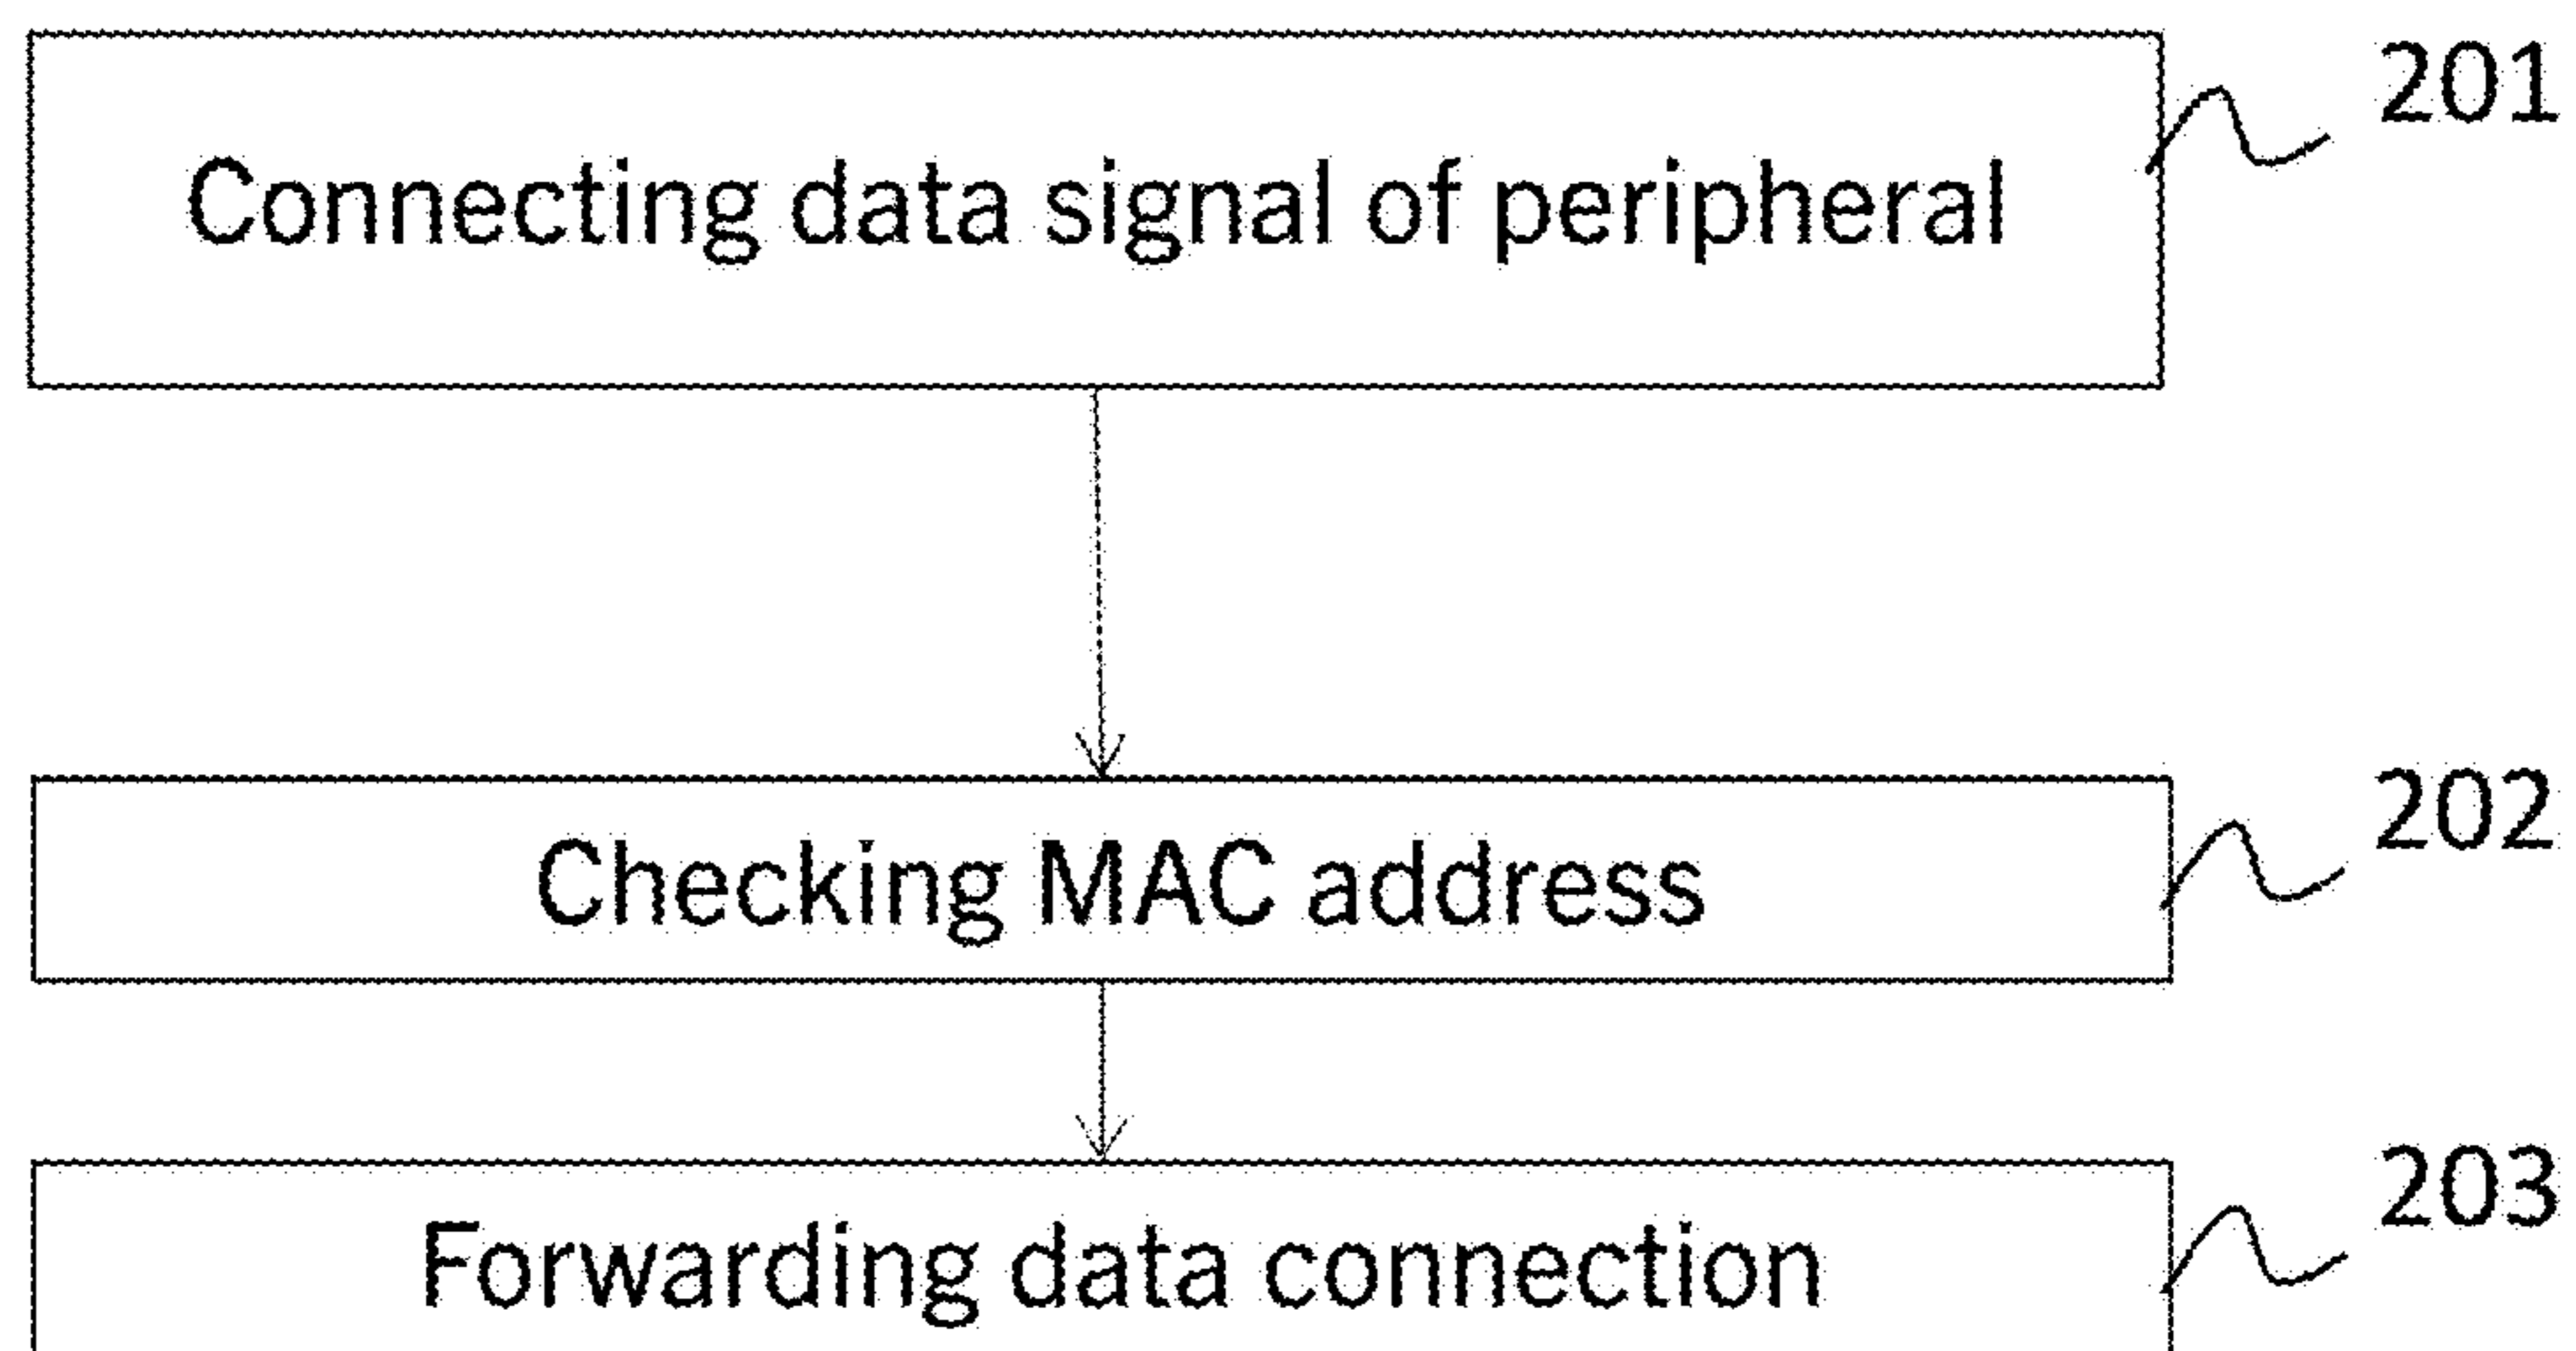 201
Connecting data signal of peripheral
202
Checking MAC address
203
Forwarding data connection